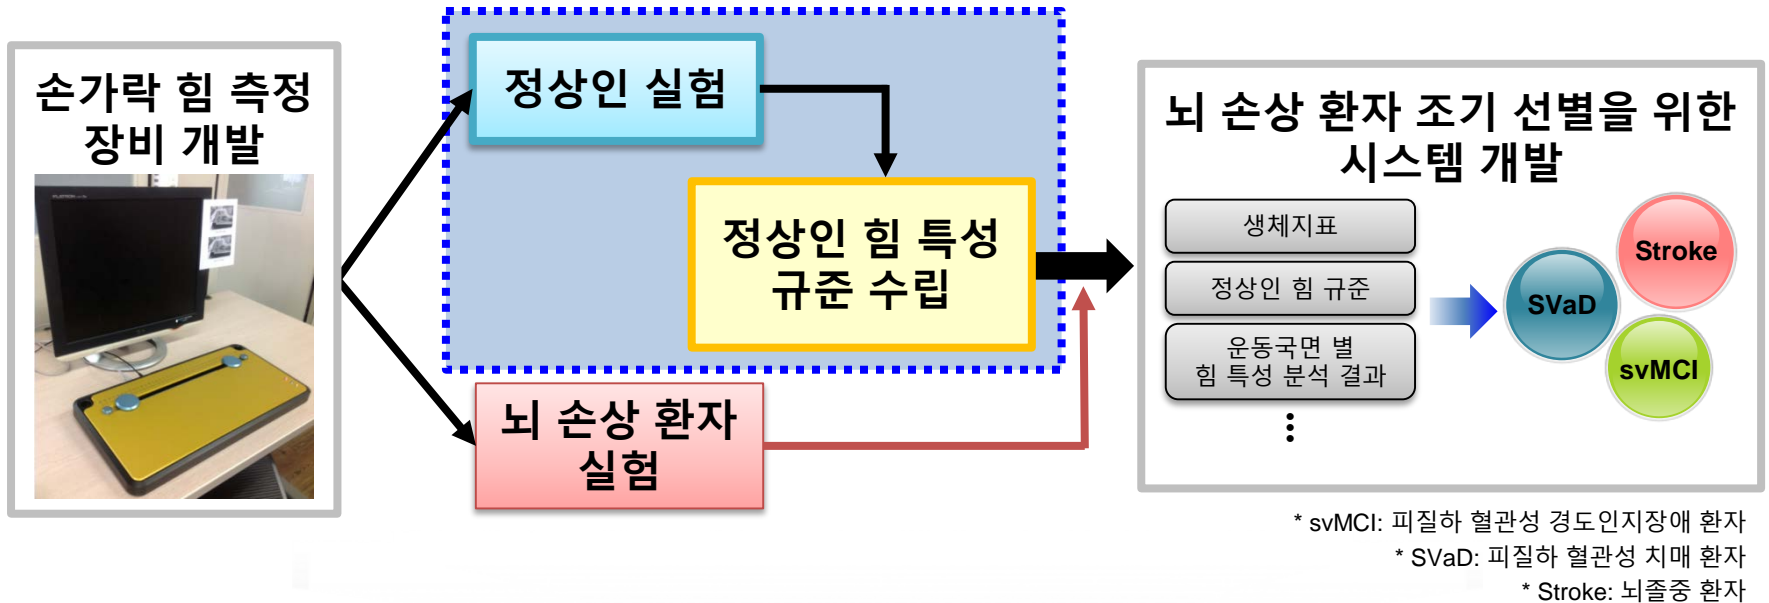 손가락 힘 측정
장비 개발
정상인 실험
정상인 힘 특성
규준 수립
뇌 손상 환자
실험
뇌 손상 환자 조기 선별을 위한
시스템 개발
생체지표
정상인 힘 규준
운동국면 별
힘 특성 분석 결과
⋮
Stroke
SVaD
svMCI
* svMCI: 피질하 혈관성 경도인지장애 환자
* SVaD: 피질하 혈관성 치매 환자
* Stroke: 뇌졸중 환자